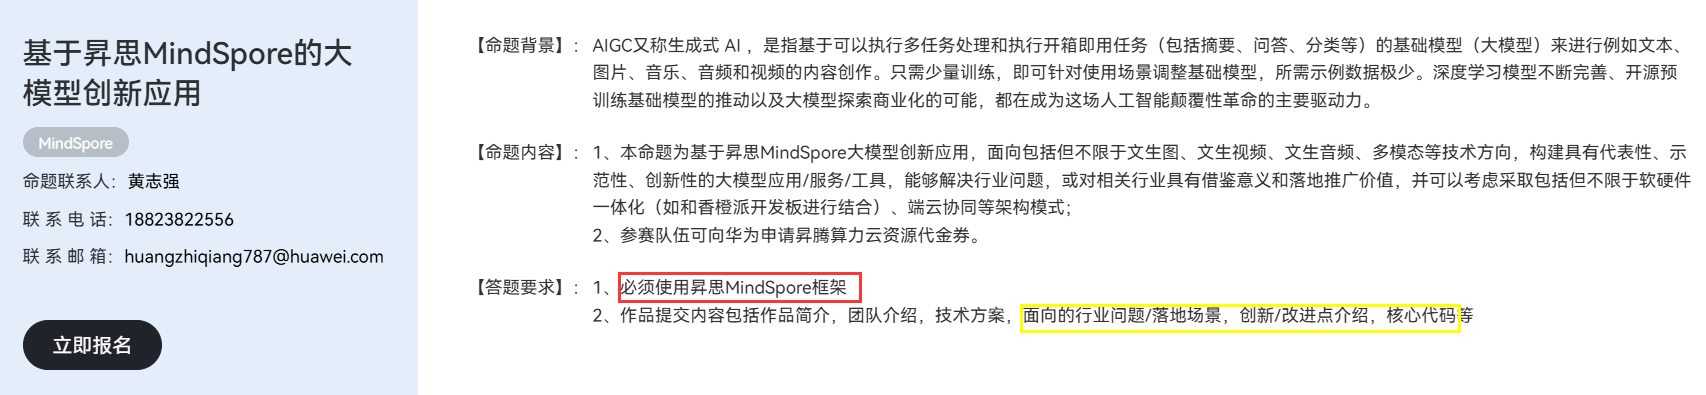 基于昇思MindSpore的大
模型创新应用
MindSpore
命题联系人：黄志强
联 系 电 话：18823822556
联 系 邮 箱：huangzhiqiang787@huawei.com
立即报名
【命题背景】： AIGC又称生成式 AI ，是指基于可以执行多任务处理和执行开箱即用任务（包括摘要、问答、分类等）的基础模型（大模型）来进行例如文本、
图片、音乐、音频和视频的内容创作。只需少量训练，即可针对使用场景调整基础模型，所需示例数据极少。深度学习模型不断完善、开源预
训练基础模型的推动以及大模型探索商业化的可能，都在成为这场人工智能颠覆性革命的主要驱动力。
【命题内容】： 1、本命题为基于昇思MindSpore大模型创新应用，面向包括但不限于文生图、文生视频、文生音频、多模态等技术方向，构建具有代表性、示
范性、创新性的大模型应用/服务/工具，能够解决行业问题，或对相关行业具有借鉴意义和落地推广价值，并可以考虑采取包括但不限于软硬件
一体化（如和香橙派开发板进行结合）、端云协同等架构模式；
2、参赛队伍可向华为申请昇腾算力云资源代金券。
【答题要求】： 1、必须使用昇思MindSpore框架
2、作品提交内容包括作品简介，团队介绍，技术方案，面向的行业问题/落地场景，创新/改进点介绍，核心代码等